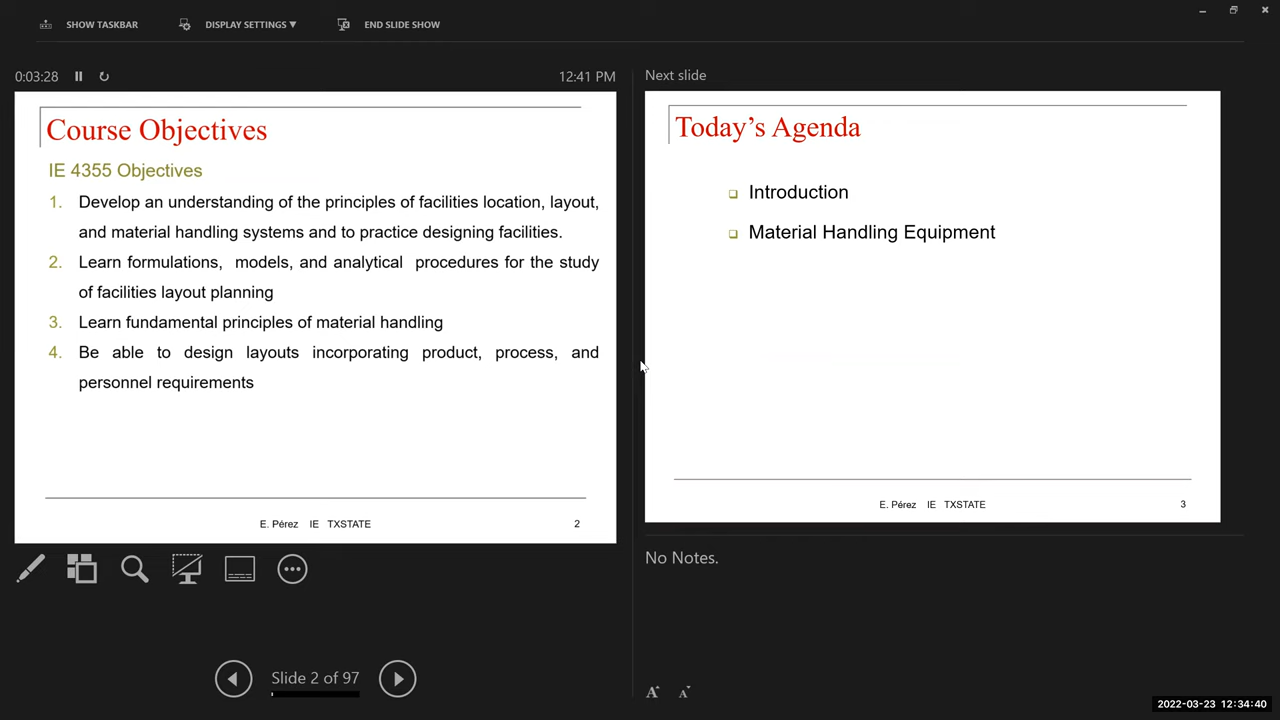 SHOW TASKBAR
DISPLAY SETTINGS ▼
END SLIDE SHOW
0:03:28
12:41 PM
Course Objectives
IE 4355 Objectives
1. Develop an understanding of the principles of facilities location, layout,
and material handling systems and to practice designing facilities.
2. Learn formulations, models, and analytical procedures for the study
of facilities layout planning
3. Learn fundamental principles of material handling
4. Be able to design layouts incorporating product, process, and
personnel requirements
E. Pérez IE TXSTATE
2
Slide 2 of 97
Next slide
Today's Agenda
Introduction
Material Handling Equipment
E. Pérez IE TXSTATE
3
No Notes.
A A
2022-03-23 12:34:40